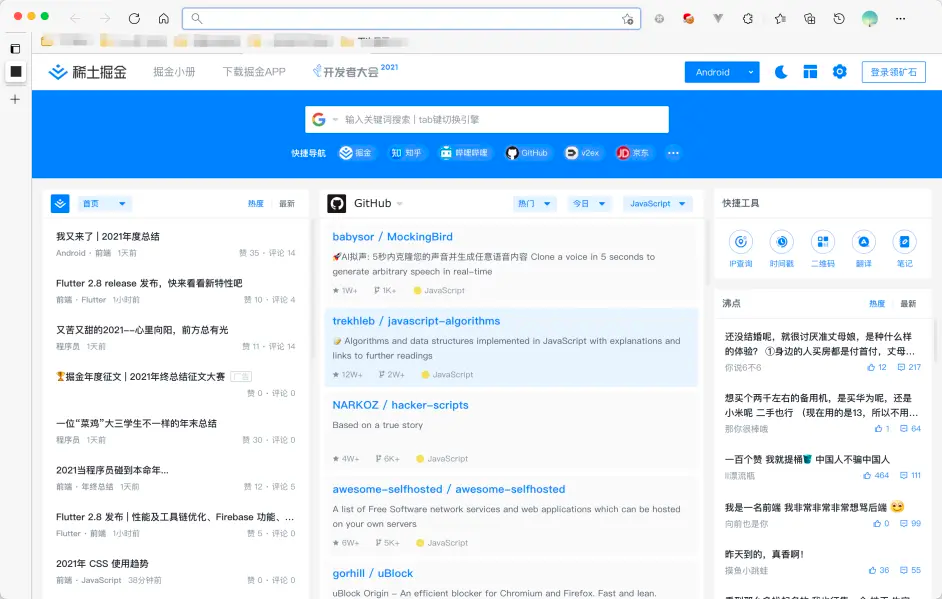 稀土掘金
掘金小册
下载掘金APP
开发者大会 2021
Android
登录领矿石
输入关键词搜索 | tab键切换引擎
快捷导航
掘金
知 知乎
哔哩哔哩
GitHub
v2ex
JD 京东
首页
热度 最新
我又来了 | 2021年度总结
Android · 前端 1天前
赞 35 · 评论 14
Flutter 2.8 release 发布，快来看看新特性吧
前端 · Flutter 1小时前
赞 10 · 评论 4
又苦又甜的2021--心里向阳，前方总有光
程序员 1天前
赞 11 · 评论 14
🏆掘金年度征文 | 2021年终总结征文大赛 广告
赞 0 · 评论 0
一位“菜鸡”大三学生不一样的年末总结
程序员 1天前
赞 30 · 评论 0
2021当程序员碰到本命年...
前端 · 年终总结 1天前
赞 12 · 评论 5
Flutter 2.8 发布 | 性能及工具链优化、Firebase 功能、...
Flutter · 前端 1小时前
赞 5 · 评论 0
2021年 CSS 使用趋势
前端 · JavaScript 38分钟前
赞 0 · 评论 0
GitHub
热门
今日
JavaScript
babysor / MockingBird
🚀AI拟声: 5秒内克隆您的声音并生成任意语音内容 Clone a voice in 5 seconds to
generate arbitrary speech in real-time
1W+ 1K+ JavaScript
trekhleb / javascript-algorithms
📝 Algorithms and data structures implemented in JavaScript with explanations and
links to further readings
12W+ 2W+ JavaScript
NARKOZ / hacker-scripts
Based on a true story
4W+ 6K+ JavaScript
awesome-selfhosted / awesome-selfhosted
A list of Free Software network services and web applications which can be hosted
on your own servers
6W+ 5K+ JavaScript
gorhill / uBlock
uBlock Origin - An efficient blocker for Chromium and Firefox. Fast and lean.
快捷工具
IP查询
时间戳
二维码
翻译
笔记
沸点
热度 最新
还没结婚呢，就很讨厌准丈母娘，是种什么样
的体验？ ①身边的人买房都是付首付，丈母...
你说6不6
12 217
想买个两千左右的备用机，是买华为呢，还是
小米呢 二手也行 （现在用的是13，所以不用...
那你很棒哦
1 64
一百个赞 我就提桶 中国人不骗中国人
II漂流瓶
464 111
我是一名前端 我非常非常非常想骂后端 😊
向前也是你
0 99
昨天到的，真香啊！
摸鱼小跳蛙
36 55